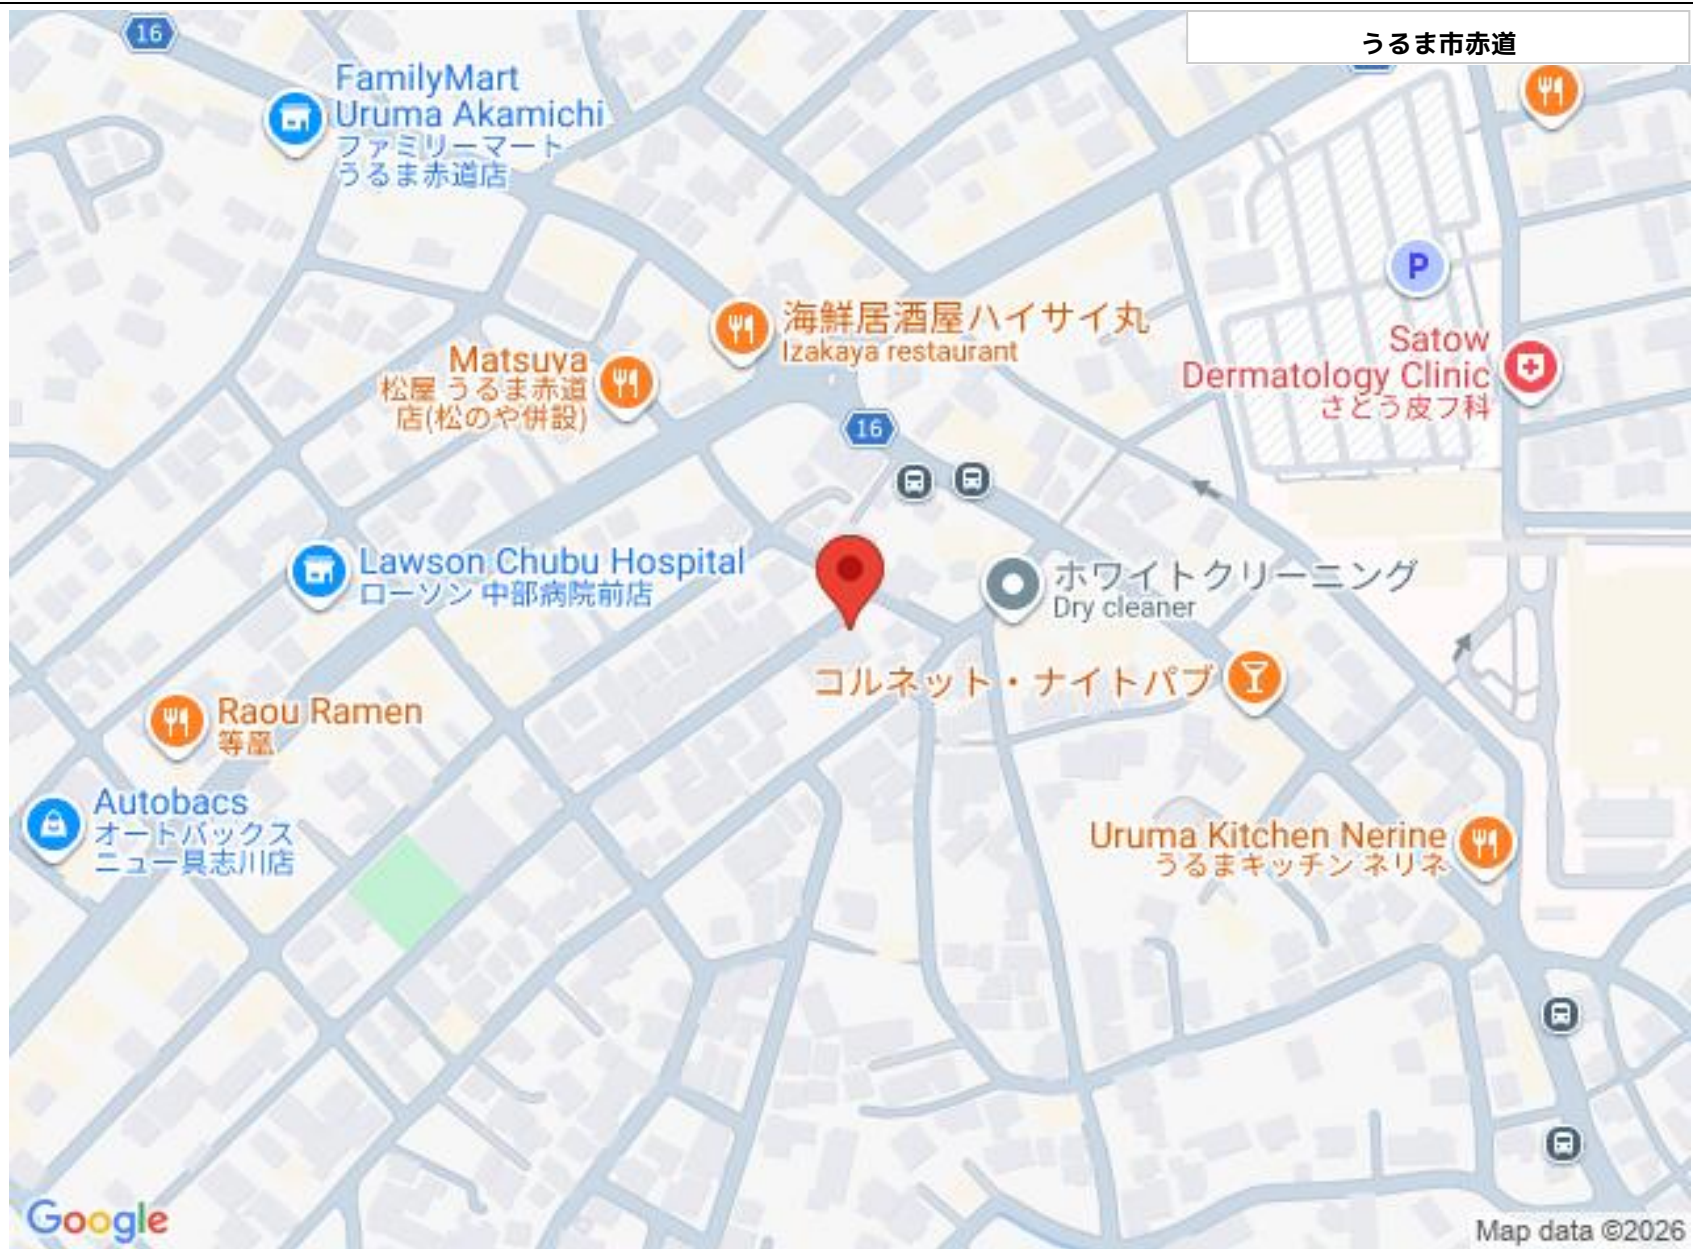 うるま市赤道
16
FamilyMart
Uruma Akamichi
ファミリーマート
うるま赤道店
P
海鮮居酒屋ハイサイ丸
Izakaya restaurant
Matsuya
松屋 うるま赤道
店(松のや併設)
Satow
Dermatology Clinic
さとう皮フ科
16
Lawson Chubu Hospital
ローソン 中部病院前店
ホワイトクリーニング
Dry cleaner
コルネット・ナイトパブ
Raou Ramen
等凰
Autobacs
オートバックス
ニュー具志川店
Uruma Kitchen Nerine
うるまキッチン ネリネ
Google
Map data ©2026